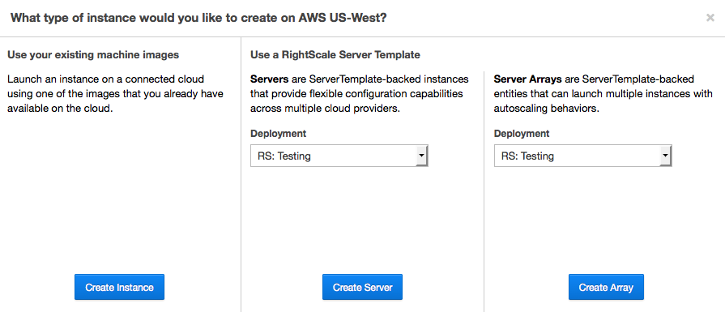 What type of instance would you like to create on AWS US-West?
×
Use your existing machine images
Launch an instance on a connected cloud
using one of the images that you already have
available on the cloud.
Create Instance
Use a RightScale Server Template
Servers are ServerTemplate-backed instances
that provide flexible configuration capabilities
across multiple cloud providers.
Deployment
RS: Testing
Create Server
Server Arrays are ServerTemplate-backed
entities that can launch multiple instances with
autoscaling behaviors.
Deployment
RS: Testing
Create Array